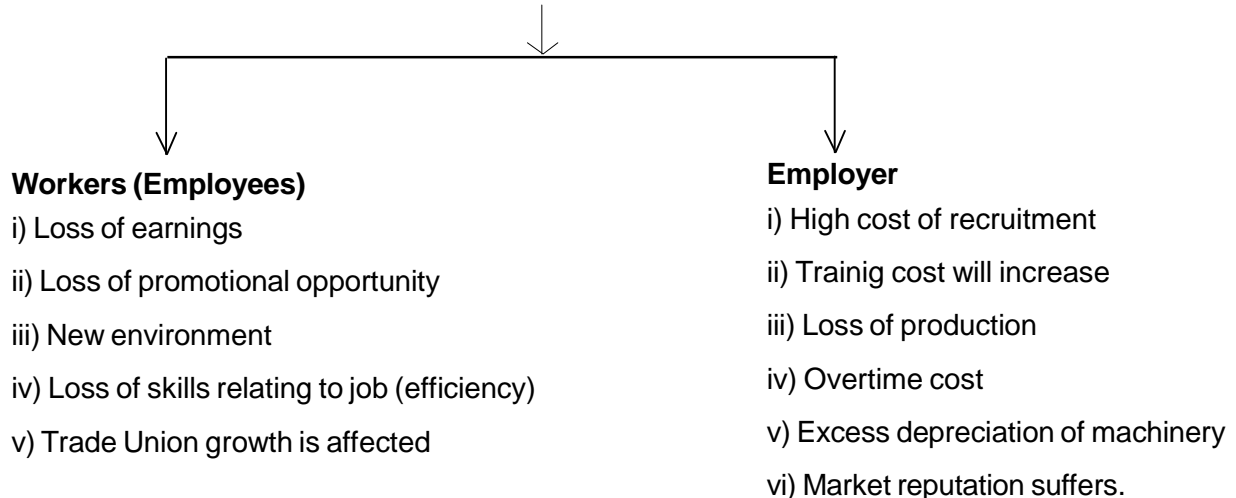 Workers (Employees)
i) Loss of earnings
ii) Loss of promotional opportunity
iii) New environment
iv) Loss of skills relating to job (efficiency)
v) Trade Union growth is affected
Employer
i) High cost of recruitment
ii) Trainig cost will increase
iii) Loss of production
iv) Overtime cost
v) Excess depreciation of machinery
vi) Market reputation suffers.